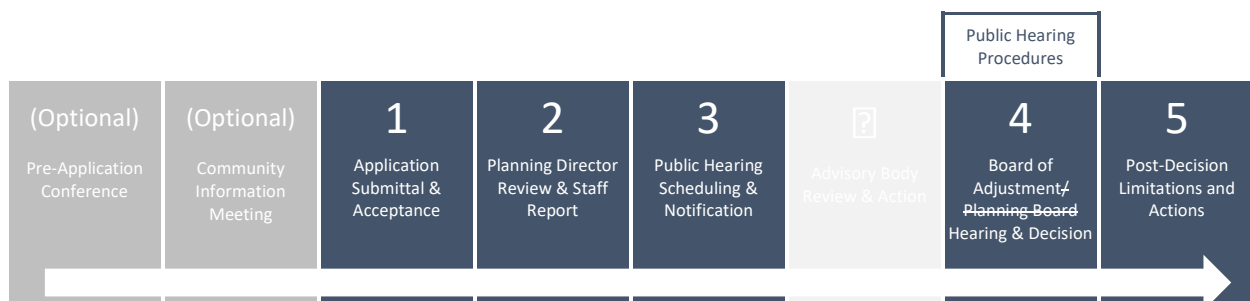 Public Hearing
Procedures
(Optional)
Pre-Application
Conference
(Optional)
Community
Information
Meeting
1
Application
Submittal &
Acceptance
2
Planning Director
Review & Staff
Report
3
Public Hearing
Scheduling &
Notification
Advisory Body
Review & Action
4
Board of
Adjustment/
Planning Board
Hearing & Decision
5
Post-Decision
Limitations and
Actions